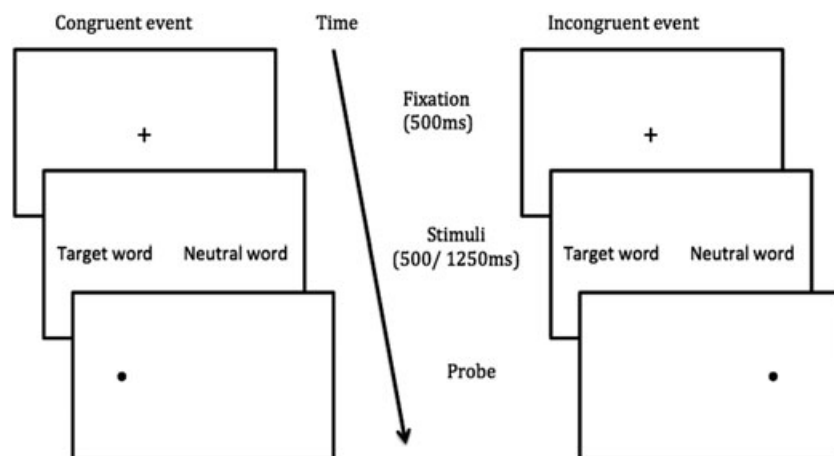 Congruent event
Time
Incongruent event
Fixation
(500ms)
+
+
Stimuli
(500/ 1250ms)
Target word
Neutral word
Target word
Neutral word
Probe